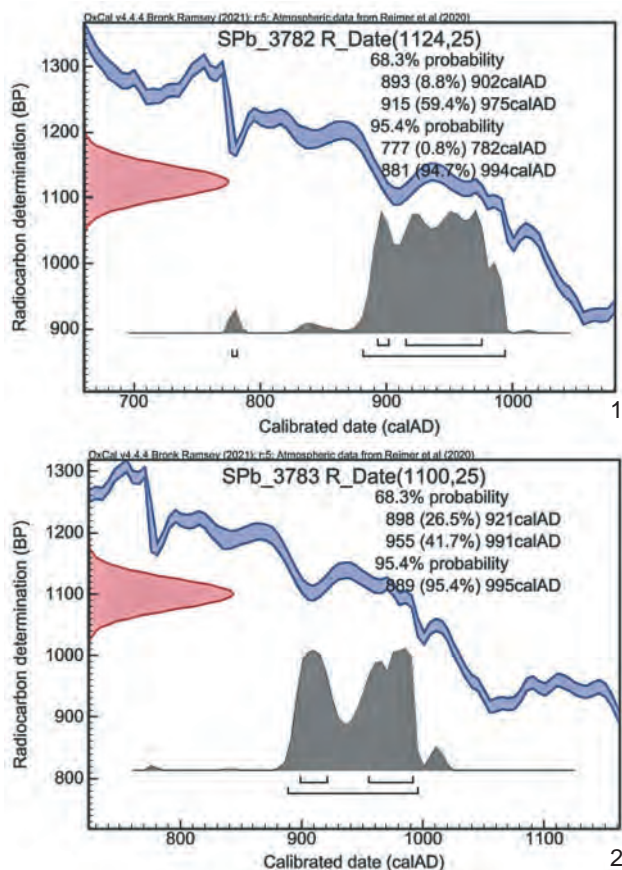 OxCal v4.4.4 Bronk Ramsey (2021); r:5; Atmospheric data from Reimer et al (2020)
SPb_3782 R_Date(1124,25)
68.3% probability
893 (8.8%) 902calAD
915 (59.4%) 975calAD
95.4% probability
777 (0.8%) 782calAD
881 (94.7%) 994calAD
Radiocarbon determination (BP)
1300
1200
1100
1000
900
700
800
900
1000
Calibrated date (calAD)
1
OxCal v4.4.4 Bronk Ramsey (2021); r:5; Atmospheric data from Reimer et al (2020)
SPb_3783 R_Date(1100,25)
68.3% probability
898 (26.5%) 921calAD
955 (41.7%) 991calAD
95.4% probability
889 (95.4%) 995calAD
Radiocarbon determination (BP)
1300
1200
1100
1000
900
800
800
900
1000
1100
Calibrated date (calAD)
2